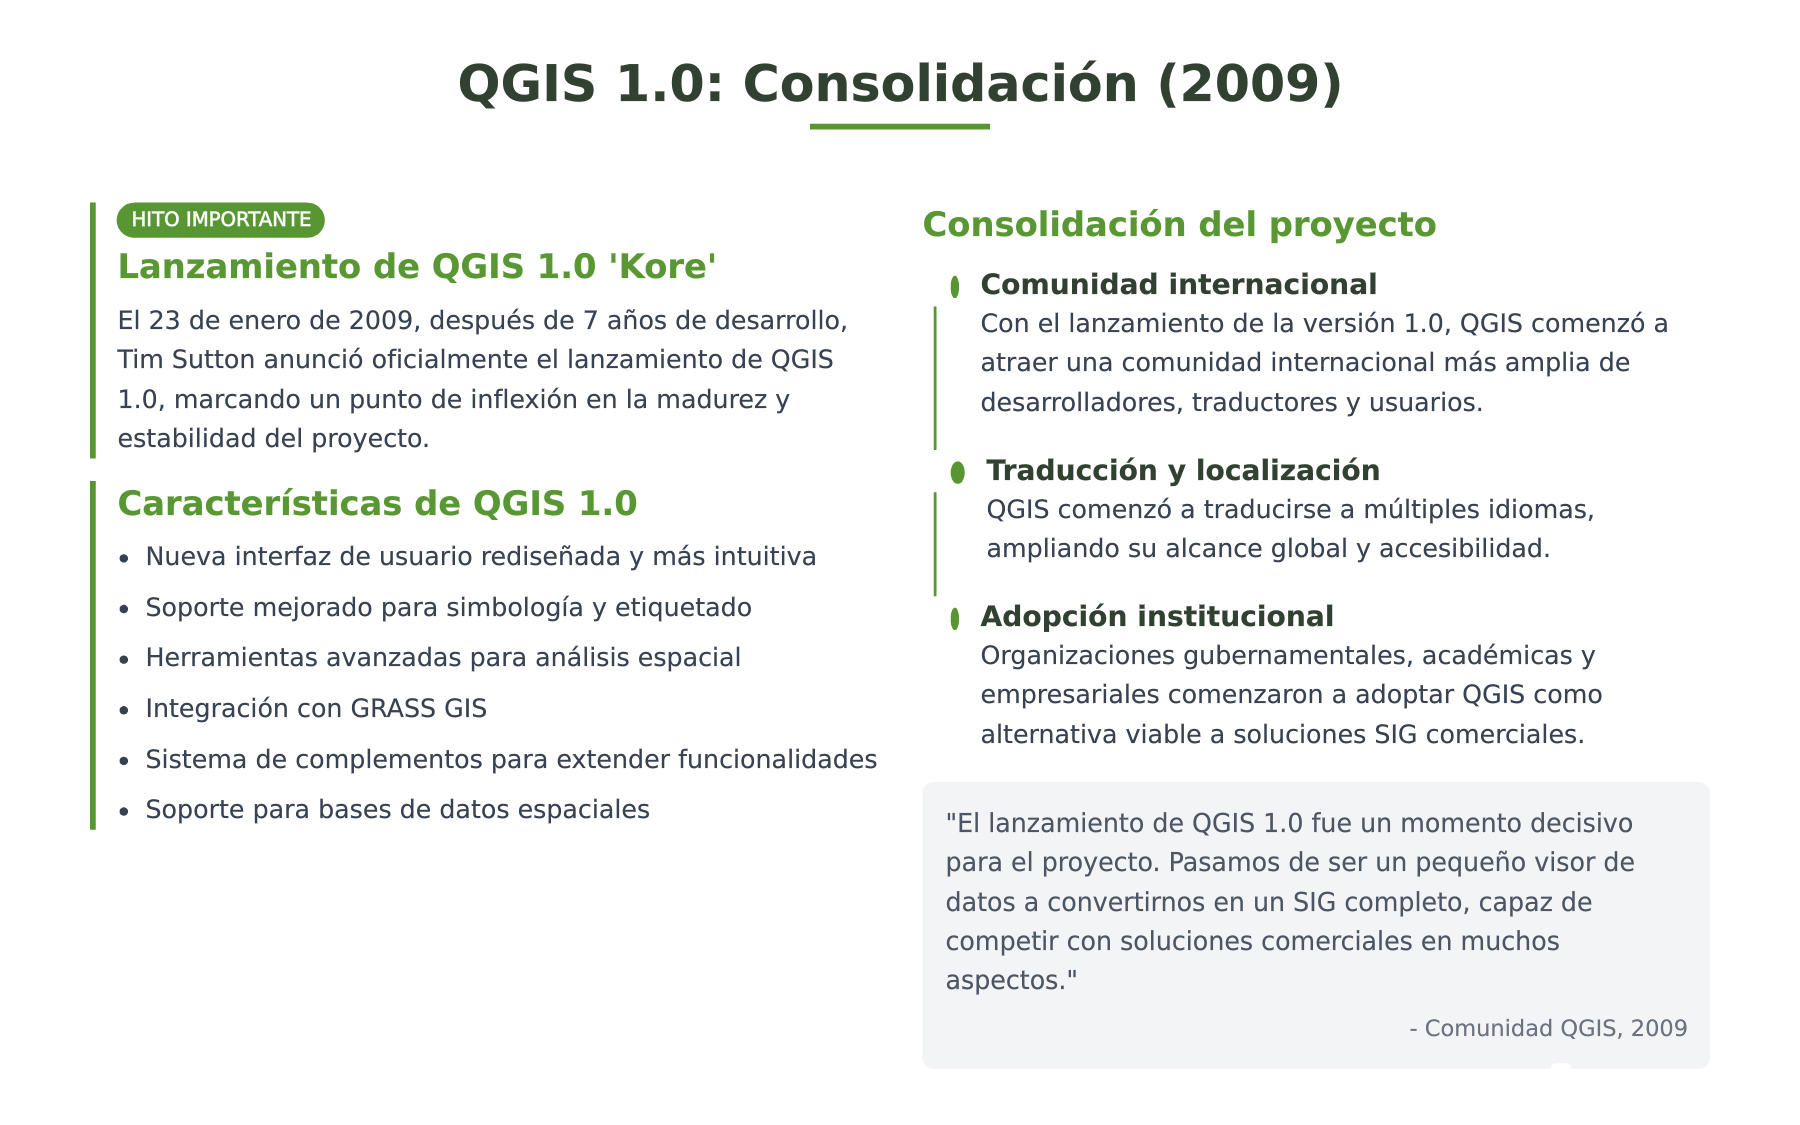 QGIS 1.0: Consolidación (2009)
HITO IMPORTANTE
Lanzamiento de QGIS 1.0 'Kore'
El 23 de enero de 2009, después de 7 años de desarrollo,
Tim Sutton anunció oficialmente el lanzamiento de QGIS
1.0, marcando un punto de inflexión en la madurez y
estabilidad del proyecto.
Características de QGIS 1.0
• Nueva interfaz de usuario rediseñada y más intuitiva
• Soporte mejorado para simbología y etiquetado
• Herramientas avanzadas para análisis espacial
• Integración con GRASS GIS
• Sistema de complementos para extender funcionalidades
• Soporte para bases de datos espaciales
Consolidación del proyecto
Comunidad internacional
Con el lanzamiento de la versión 1.0, QGIS comenzó a
atraer una comunidad internacional más amplia de
desarrolladores, traductores y usuarios.
Traducción y localización
QGIS comenzó a traducirse a múltiples idiomas,
ampliando su alcance global y accesibilidad.
Adopción institucional
Organizaciones gubernamentales, académicas y
empresariales comenzaron a adoptar QGIS como
alternativa viable a soluciones SIG comerciales.
"El lanzamiento de QGIS 1.0 fue un momento decisivo
para el proyecto. Pasamos de ser un pequeño visor de
datos a convertirnos en un SIG completo, capaz de
competir con soluciones comerciales en muchos
aspectos."
- Comunidad QGIS, 2009